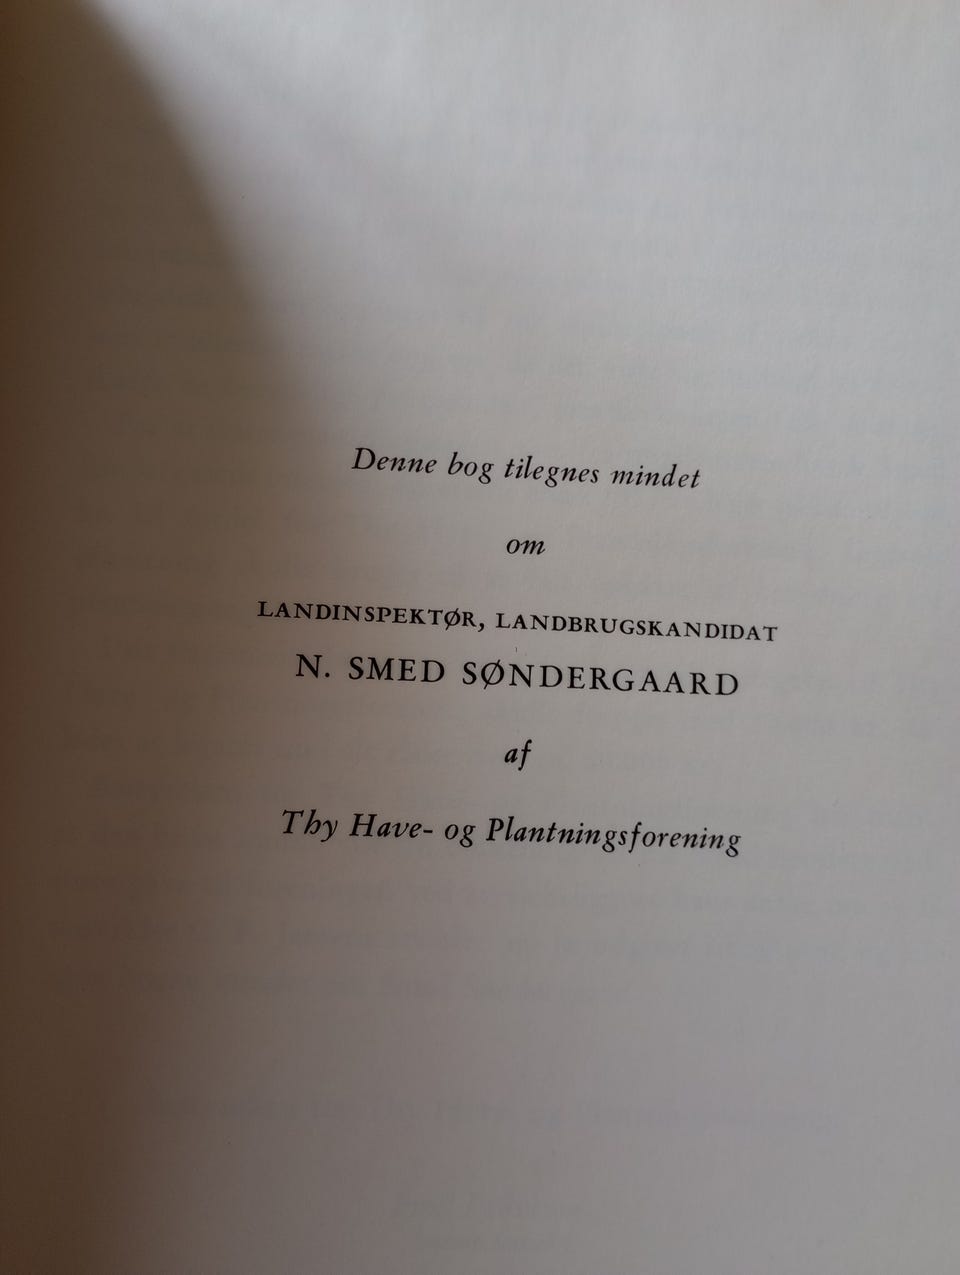 Denne bog tilegnes mindet
om
LANDINSPEKTØR, LANDBRUGSKANDIDAT
N. SMED SØNDERGAARD
af
Thy Have- og Plantningsforening